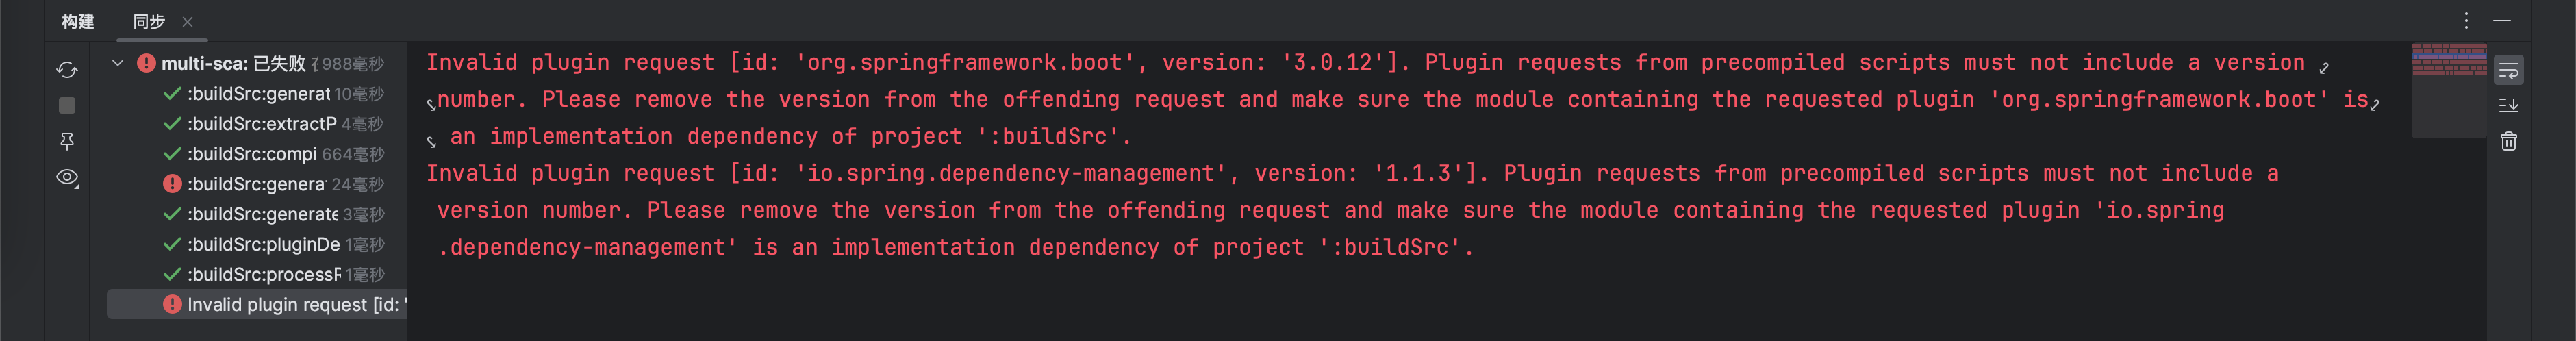 构建 同步
multi-sca: 已失败 988毫秒
:buildSrc:generat 10毫秒
:buildSrc:extractP 4毫秒
:buildSrc:compi 664毫秒
:buildSrc:genera 24毫秒
:buildSrc:generate 3毫秒
:buildSrc:pluginDe 1毫秒
:buildSrc:process 1毫秒
Invalid plugin request [id: '
Invalid plugin request [id: 'org.springframework.boot', version: '3.0.12']. Plugin requests from precompiled scripts must not include a version
number. Please remove the version from the offending request and make sure the module containing the requested plugin 'org.springframework.boot' is
an implementation dependency of project ':buildSrc'.
Invalid plugin request [id: 'io.spring.dependency-management', version: '1.1.3']. Plugin requests from precompiled scripts must not include a
version number. Please remove the version from the offending request and make sure the module containing the requested plugin 'io.spring
.dependency-management' is an implementation dependency of project ':buildSrc'.